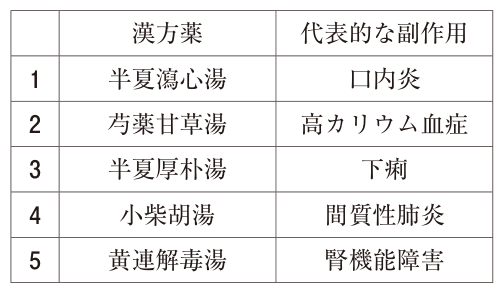 漢方薬 代表的な副作用
1 半夏瀉心湯 口内炎
2 芍薬甘草湯 高カリウム血症
3 半夏厚朴湯 下痢
4 小柴胡湯 間質性肺炎
5 黄連解毒湯 腎機能障害